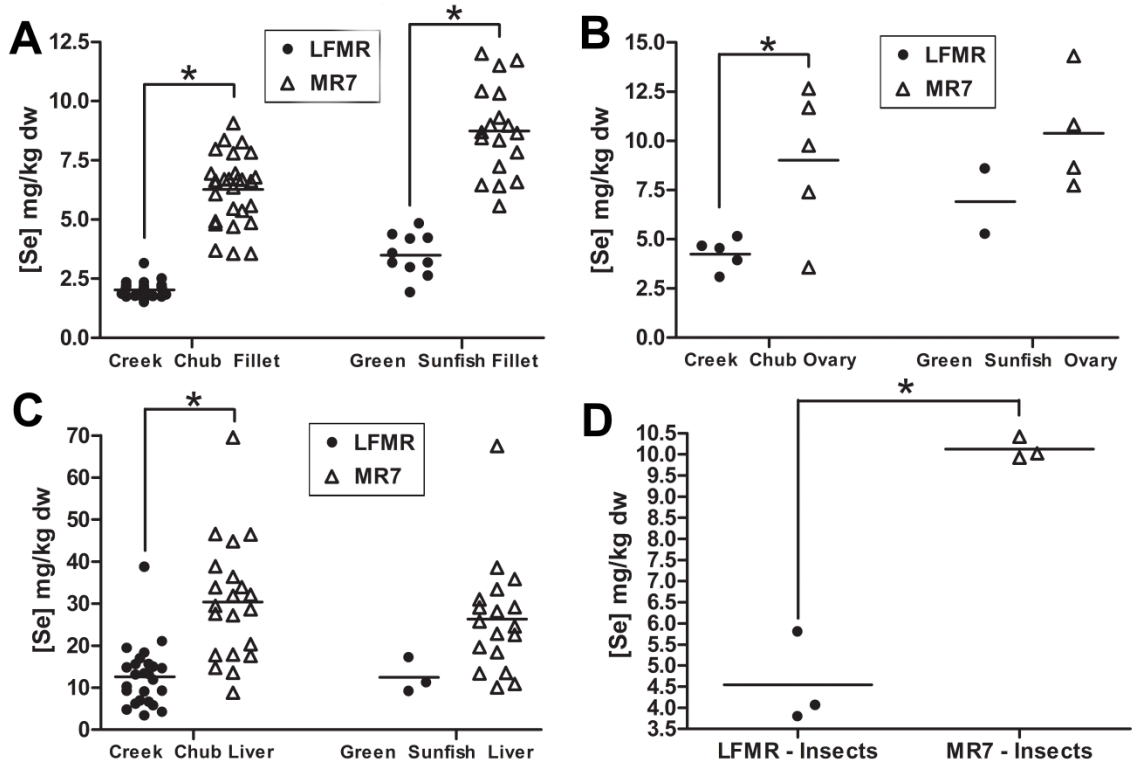 A
[Se] mg/kg dw
12.5
10.0
7.5
5.0
2.5
0.0
*
*
LFMR
MR7
Creek Chub Fillet
Green Sunfish Fillet
B
[Se] mg/kg dw
15.0
12.5
10.0
7.5
5.0
2.5
0.0
*
LFMR
MR7
Creek Chub Ovary
Green Sunfish Ovary
C
[Se] mg/kg dw
70
60
50
40
30
20
10
0
*
LFMR
MR7
Creek Chub Liver
Green Sunfish Liver
D
[Se] mg/kg dw
10.5
10.0
9.5
9.0
8.5
8.0
7.5
7.0
6.5
6.0
5.5
5.0
4.5
4.0
3.5
*
LFMR - Insects
MR7 - Insects